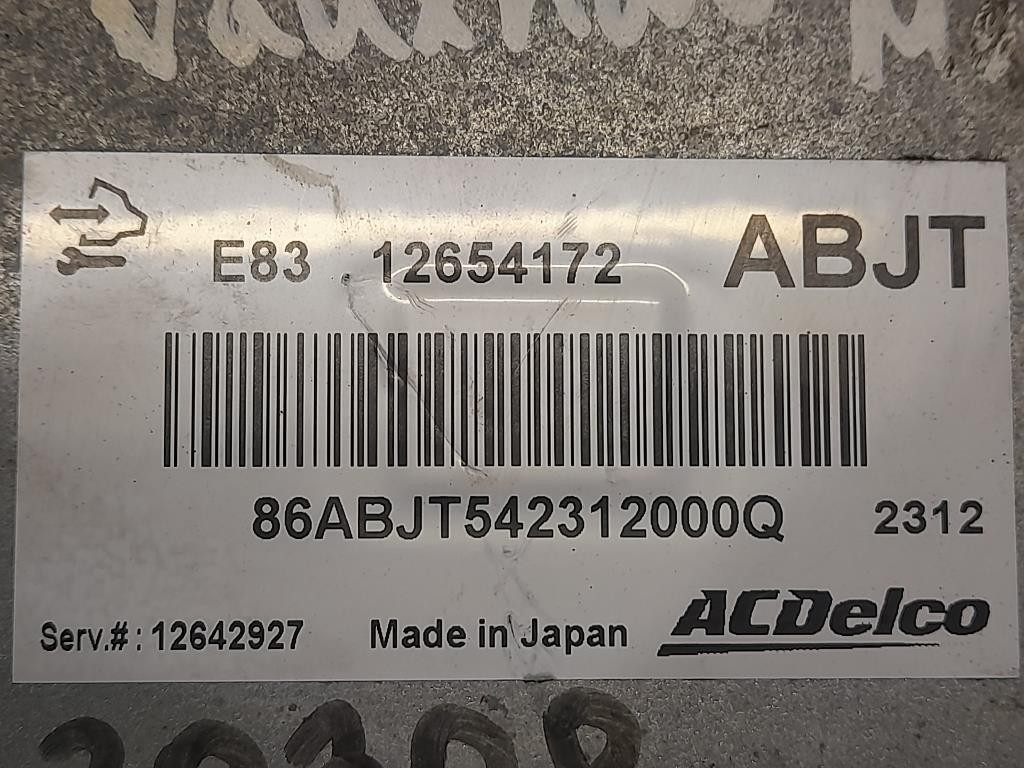 E83 12654172 ABJT
86ABJT542312000Q 2312
Serv.#: 12642927 Made in Japan ACDelco